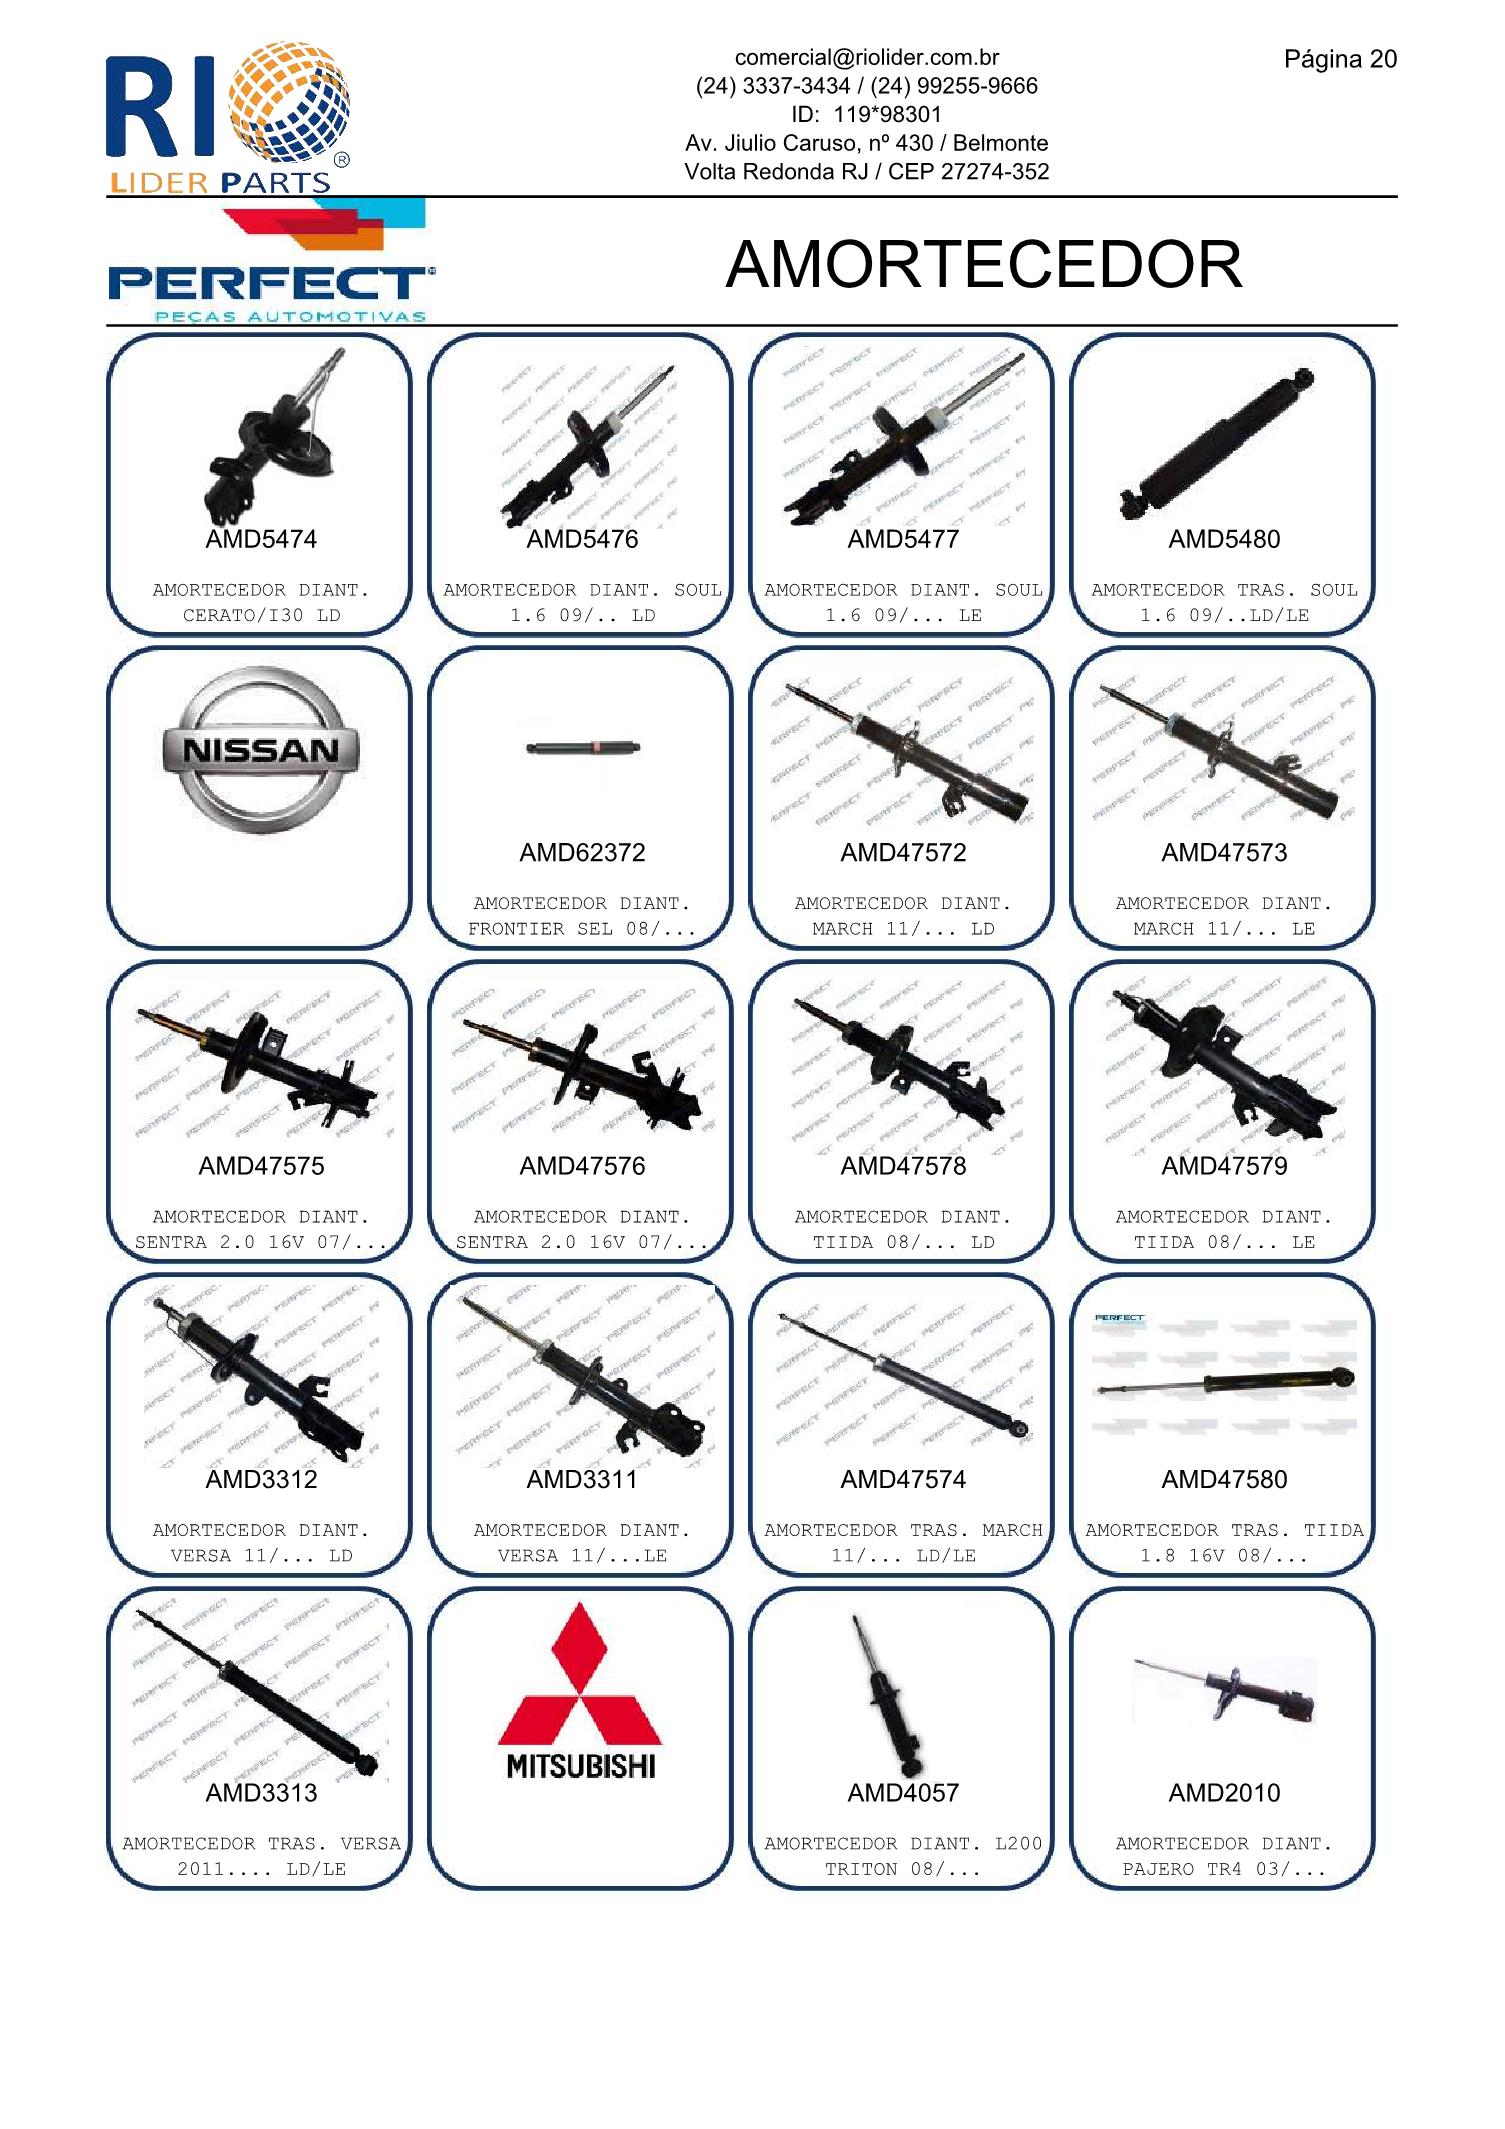 RIO
LIDER PARTS
®
comercial@riolider.com.br
(24) 3337-3434 / (24) 99255-9666
ID: 119*98301
Av. Jiulio Caruso, nº 430 / Belmonte
Volta Redonda RJ / CEP 27274-352
Página 20
PERFECT
PEÇAS AUTOMOTIVAS
AMORTECEDOR
AMD5474
AMORTECEDOR DIANT.
CERATO/I30 LD
AMD5476
AMORTECEDOR DIANT. SOUL
1.6 09/.. LD
AMD5477
AMORTECEDOR DIANT. SOUL
1.6 09/... LE
AMD5480
AMORTECEDOR TRAS. SOUL
1.6 09/..LD/LE
NISSAN
AMD62372
AMORTECEDOR DIANT.
FRONTIER SEL 08/...
AMD47572
AMORTECEDOR DIANT.
MARCH 11/... LD
AMD47573
AMORTECEDOR DIANT.
MARCH 11/... LE
AMD47575
AMORTECEDOR DIANT.
SENTRA 2.0 16V 07/...
AMD47576
AMORTECEDOR DIANT.
SENTRA 2.0 16V 07/...
AMD47578
AMORTECEDOR DIANT.
TIIDA 08/... LD
AMD47579
AMORTECEDOR DIANT.
TIIDA 08/... LE
AMD3312
AMORTECEDOR DIANT.
VERSA 11/... LD
AMD3311
AMORTECEDOR DIANT.
VERSA 11/...LE
AMD47574
AMORTECEDOR TRAS. MARCH
11/... LD/LE
PERFECT
AMD47580
AMORTECEDOR TRAS. TIIDA
1.8 16V 08/...
AMD3313
AMORTECEDOR TRAS. VERSA
2011.... LD/LE
MITSUBISHI
AMD4057
AMORTECEDOR DIANT. L200
TRITON 08/...
AMD2010
AMORTECEDOR DIANT.
PAJERO TR4 03/...